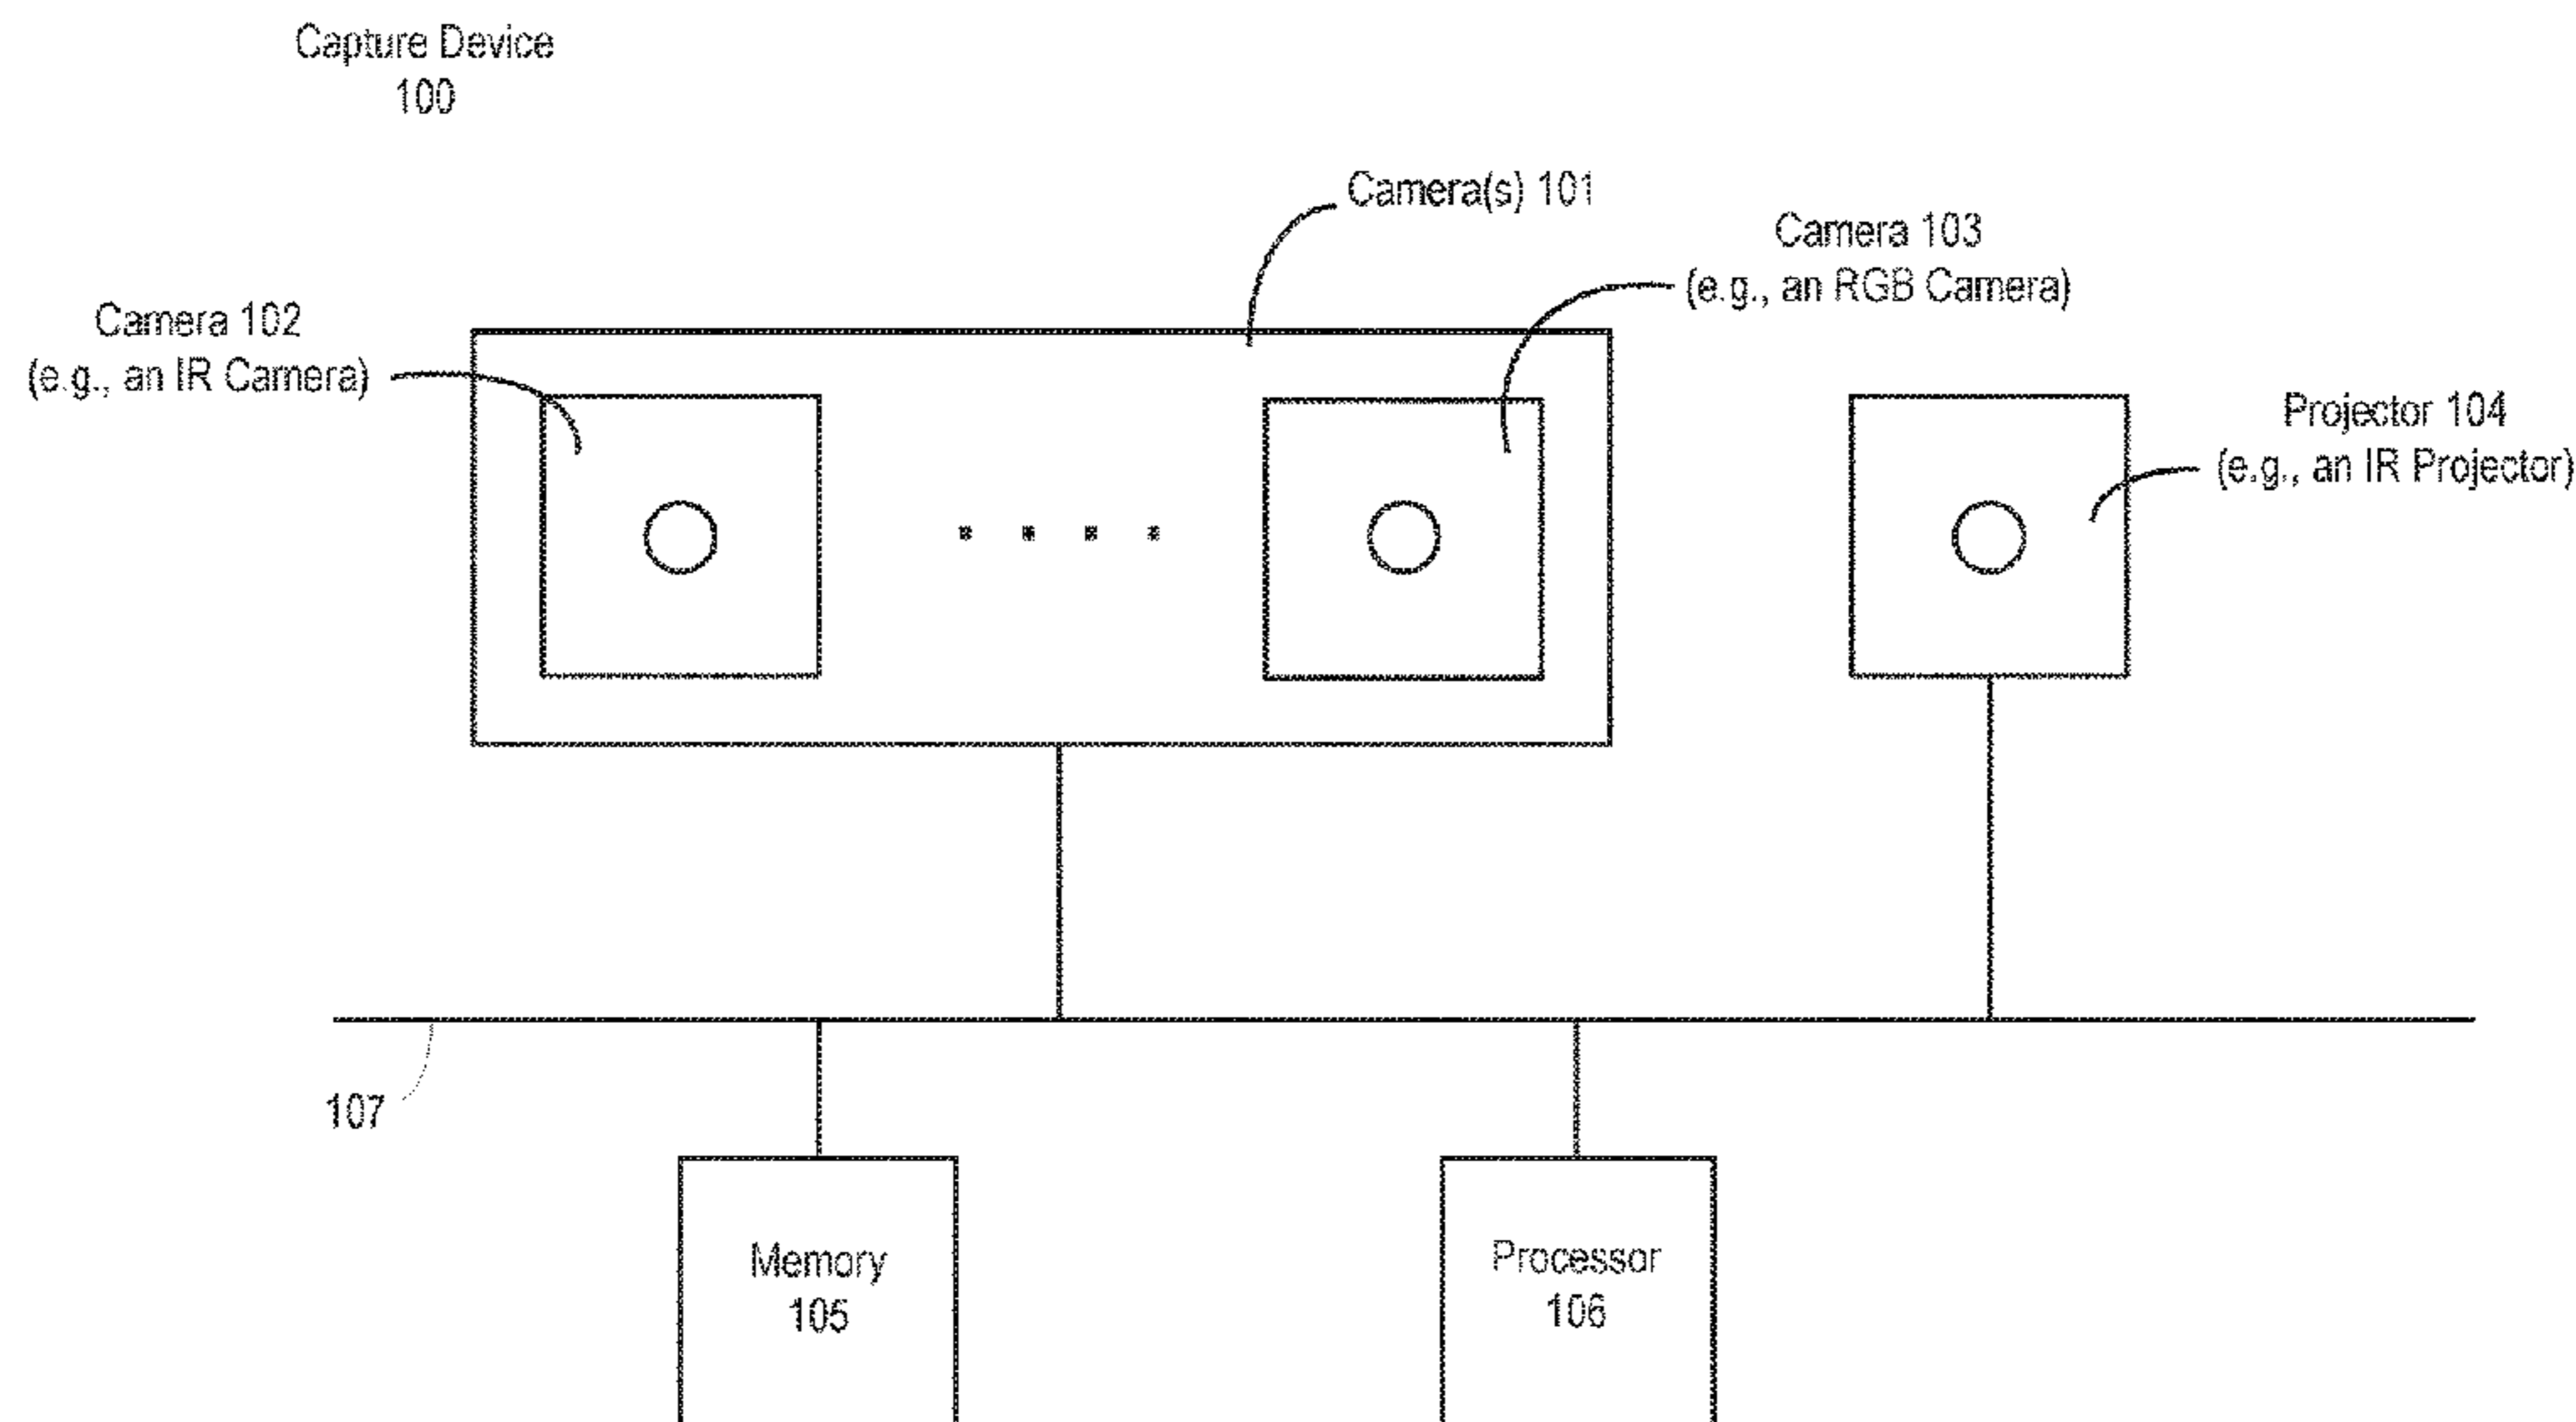 Capture Device
100
Camera(s) 101
Camera 103
(e.g., an RGB Camera)
Camera 102
(e.g., an IR Camera)
Projector 104
(e.g., an IR Projector)
107
Memory
105
Processor
106